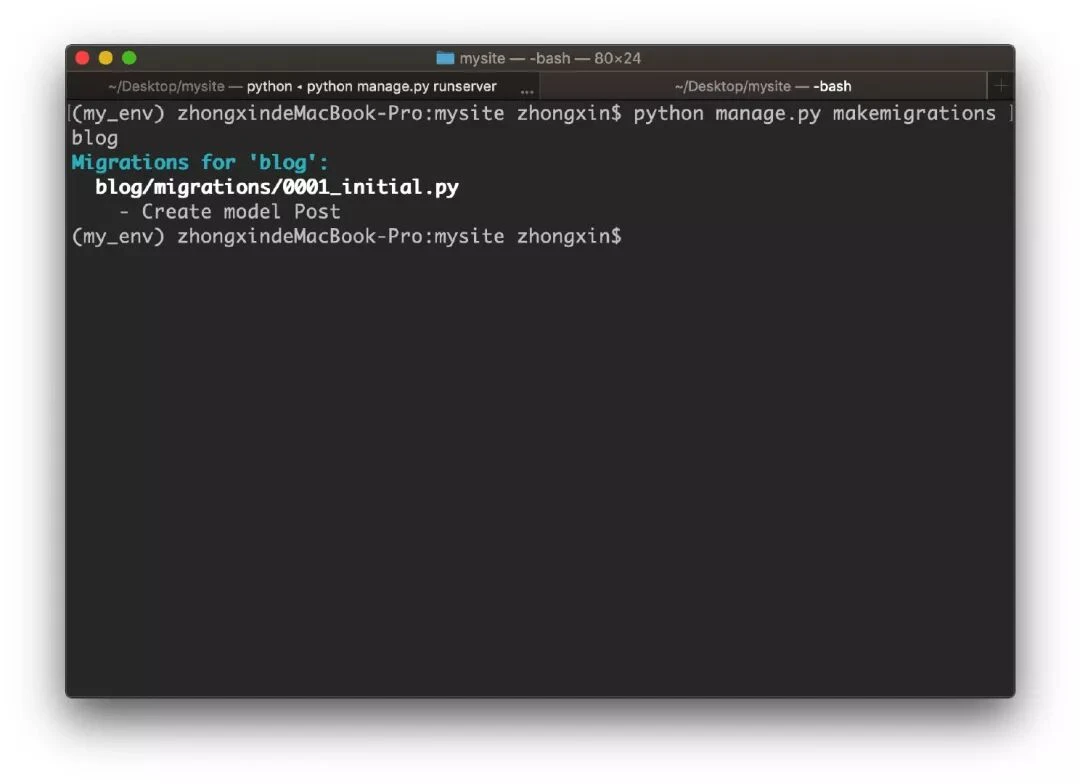 mysite — -bash — 80×24
~/Desktop/mysite — python ◂ python manage.py runserver ...
~/Desktop/mysite — -bash +
[(my_env) zhongxindeMacBook-Pro:mysite zhongxin$ python manage.py makemigrations ]
blog
Migrations for 'blog':
blog/migrations/0001_initial.py
- Create model Post
(my_env) zhongxindeMacBook-Pro:mysite zhongxin$